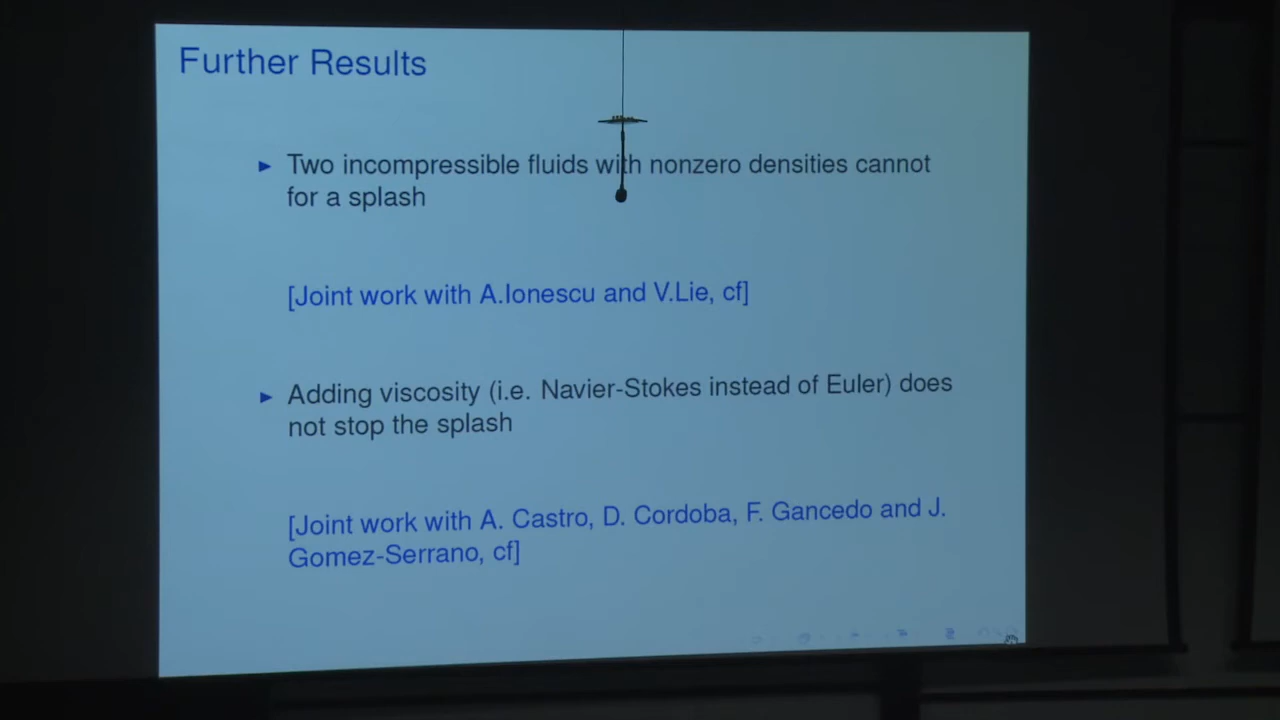 Further Results
► Two incompressible fluids with nonzero densities cannot
for a splash
[Joint work with A.Ionescu and V.Lie, cf]
► Adding viscosity (i.e. Navier-Stokes instead of Euler) does
not stop the splash
[Joint work with A. Castro, D. Cordoba, F. Gancedo and J.
Gomez-Serrano, cf]